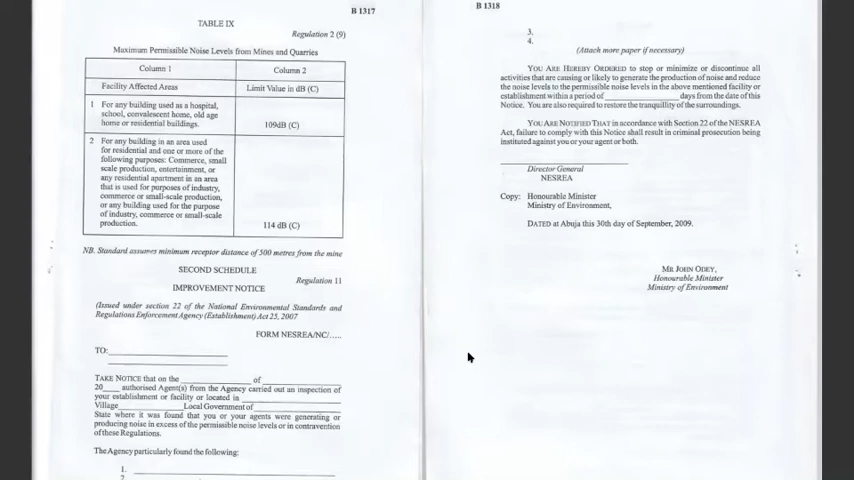 B 1317
TABLE IX
Regulation 2 (9)
Maximum Permissible Noise Levels from Mines and Quarries
Column 1
Column 2
Facility Affected Areas
Limit Value in dB (C)
1 For any building used as a hospital,
school, convalescent home, old age
home or residential buildings.
109dB (C)
2 For any building in an area used
for residential and one or more of the
following purposes: Commerce, small
scale production, entertainment, or
any residential apartment in an area
that is used for purposes of industry,
commerce or small-scale production,
or any building used for the purpose
of industry, commerce or small-scale
production.
114 dB (C)
NB. Standard assumes minimum receptor distance of 500 metres from the mine
SECOND SCHEDULE
Regulation 11
IMPROVEMENT NOTICE
(Issued under section 22 of the National Environmental Standards and
Regulations Enforcement Agency (Establishment) Act 25, 2007
FORM NESREA/NC/.....
TO:
TAKE NOTICE that on the ____ of ____
20____ authorised Agent(s) from the Agency carried out an inspection of
your establishment or facility or located in ____
Village ____ Local Government of ____
State where it was found that you or your agents were generating or
producing noise in excess of the permissible noise levels or in contravention
of these Regulations.
The Agency particularly found the following:
1.
2
B 1318
3.
4.
(Attach more paper if necessary)
YOU ARE HEREBY ORDERED to stop or minimize or discontinue all
activities that are causing or likely to generate the production of noise and reduce
the noise levels to the permissible noise levels in the above mentioned facility or
establishment within a period of ____ days from the date of this
Notice. You are also required to restore the tranquillity of the surroundings.
YOU ARE NOTIFIED THAT in accordance with Section 22 of the NESREA
Act, failure to comply with this Notice shall result in criminal prosecution being
instituted against you or your agent or both.
Director General
NESREA
Copy: Honourable Minister
Ministry of Environment,
DATED at Abuja this 30th day of September, 2009.
MR JOHN ODEY,
Honourable Minister
Ministry of Environment